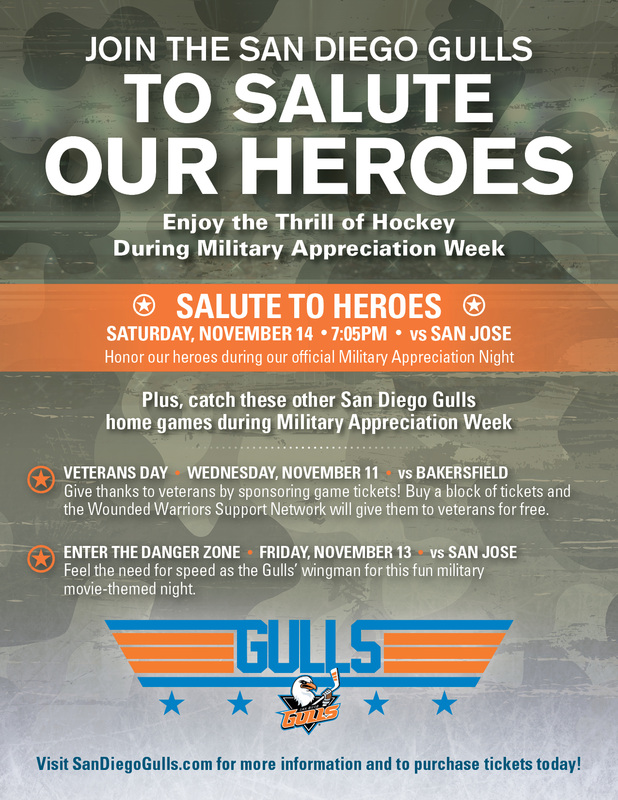 JOIN THE SAN DIEGO GULLS
TO SALUTE
OUR HEROES
Enjoy the Thrill of Hockey
During Military Appreciation Week
SALUTE TO HEROES
SATURDAY, NOVEMBER 14 • 7:05PM • vs SAN JOSE
Honor our heroes during our official Military Appreciation Night
Plus, catch these other San Diego Gulls
home games during Military Appreciation Week
VETERANS DAY • WEDNESDAY, NOVEMBER 11 • vs BAKERSFIELD
Give thanks to veterans by sponsoring game tickets! Buy a block of tickets and
the Wounded Warriors Support Network will give them to veterans for free.
ENTER THE DANGER ZONE • FRIDAY, NOVEMBER 13 • vs SAN JOSE
Feel the need for speed as the Gulls' wingman for this fun military
movie-themed night.
GULLS
GULLS
Visit SanDiegoGulls.com for more information and to purchase tickets today!